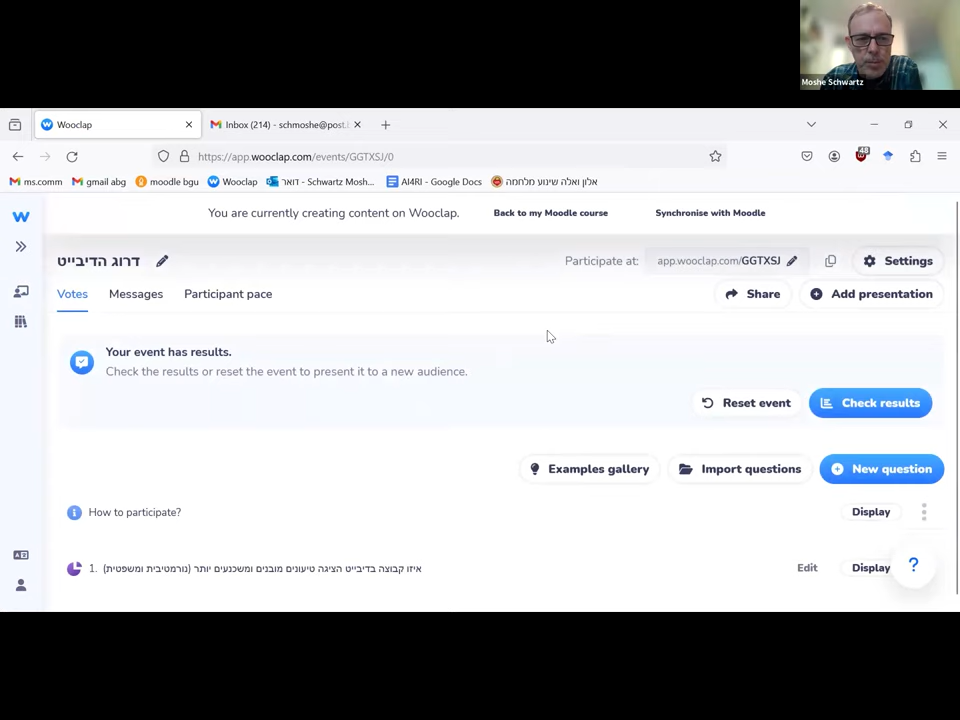 Moshe Schwartz
Wooclap
Inbox (214) - schmoshe@post.
https://app.wooclap.com/events/GGTXSJ/0
48
ms.comm
gmail abg
moodle bgu
Wooclap
דואר - Schwartz Mosh...
AI4RI - Google Docs
אלון ואלה שינוע מלחמה
You are currently creating content on Wooclap.
Back to my Moodle course
Synchronise with Moodle
דרוג הדיבייט
Participate at:
app.wooclap.com/GGTXSJ
Settings
Votes
Messages
Participant pace
Share
Add presentation
Your event has results.
Check the results or reset the event to present it to a new audience.
Reset event
Check results
Examples gallery
Import questions
New question
How to participate?
Display
1. איזו קבוצה בדיבייט הציגה טיעונים מובנים ומשכנעים יותר (נורמטיבית ומשפטית)
Edit
Display
?